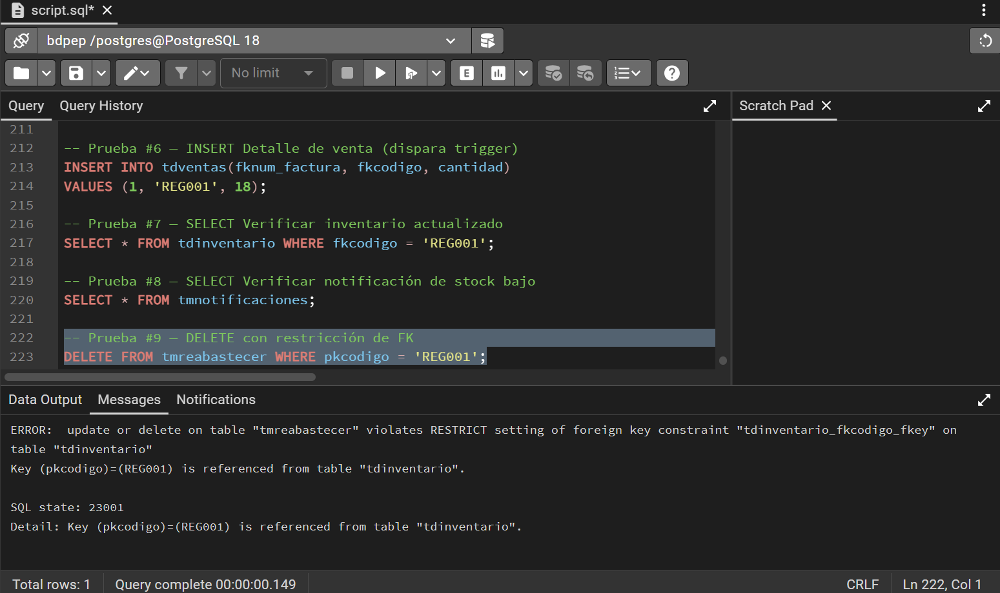 script.sql*
bdpep /postgres@PostgreSQL 18
No limit
E
Query
Query History
Scratch Pad
211
212 -- Prueba #6 — INSERT Detalle de venta (dispara trigger)
213 INSERT INTO tdventas(fknum_factura, fkcodigo, cantidad)
214 VALUES (1, 'REG001', 18);
215
216 -- Prueba #7 — SELECT Verificar inventario actualizado
217 SELECT * FROM tdinventario WHERE fkcodigo = 'REG001';
218
219 -- Prueba #8 — SELECT Verificar notificación de stock bajo
220 SELECT * FROM tmnotificaciones;
221
222 -- Prueba #9 — DELETE con restricción de FK
223 DELETE FROM tmreabastecer WHERE pkcodigo = 'REG001';
Data Output
Messages
Notifications
ERROR:  update or delete on table "tmreabastecer" violates RESTRICT setting of foreign key constraint "tdinventario_fkcodigo_fkey" on
table "tdinventario"
Key (pkcodigo)=(REG001) is referenced from table "tdinventario".
SQL state: 23001
Detail: Key (pkcodigo)=(REG001) is referenced from table "tdinventario".
Total rows: 1
Query complete 00:00:00.149
CRLF
Ln 222, Col 1